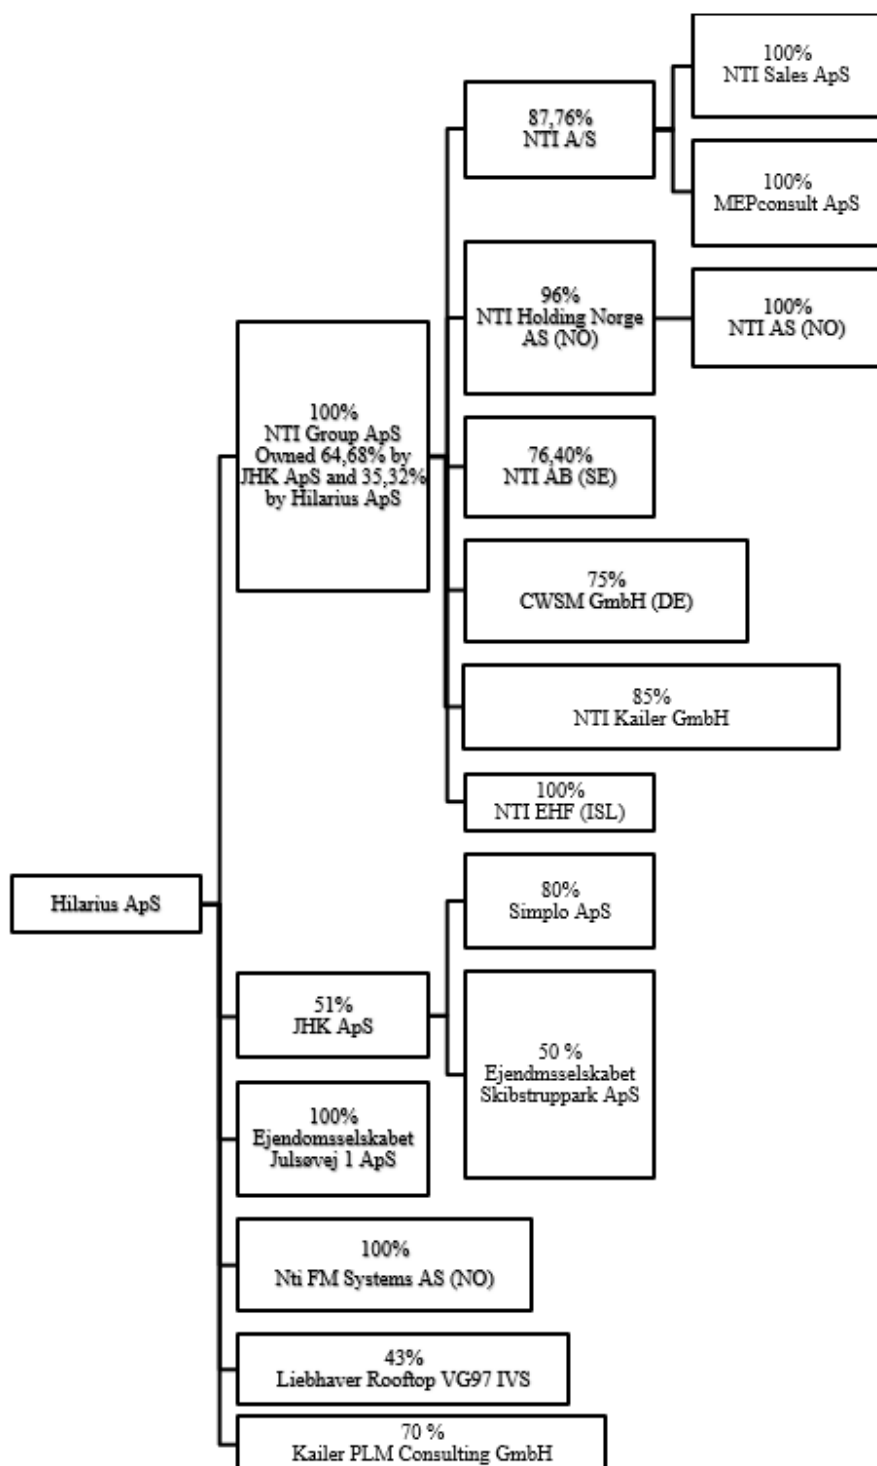 100%
NTI Sales ApS
87,76%
NTI A/S
100%
MEPconsult ApS
96%
NTI Holding Norge
AS (NO)
100%
NTI AS (NO)
100%
NTI Group ApS
Owned 64,68% by
JHK ApS and 35,32%
by Hilarius ApS
76,40%
NTI AB (SE)
75%
CWSM GmbH (DE)
85%
NTI Kailer GmbH
100%
NTI EHF (ISL)
Hilarius ApS
80%
Simplo ApS
51%
JHK ApS
50 %
Ejendmsselskabet
Skibstruppark ApS
100%
Ejendomsselskabet
Julsøvej 1 ApS
100%
Nti FM Systems AS (NO)
43%
Liebhaver Rooftop VG97 IVS
70 %
Kailer PLM Consulting GmbH